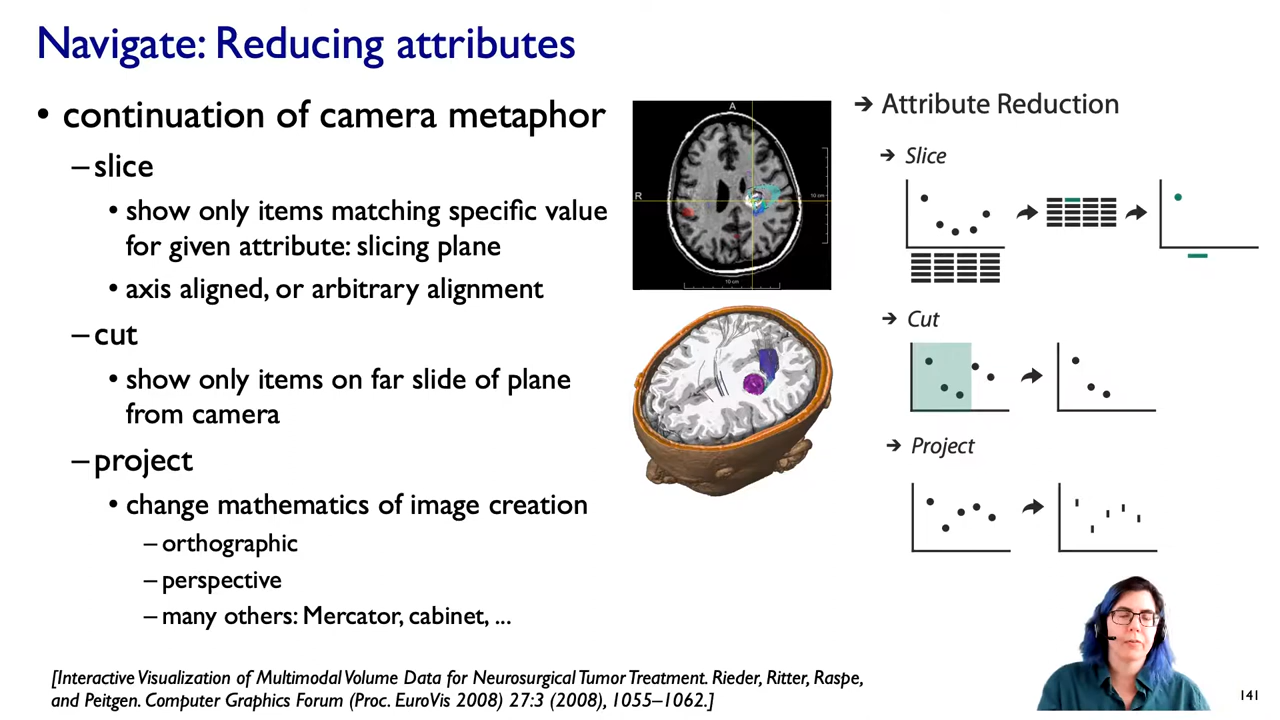 Navigate: Reducing attributes
• continuation of camera metaphor
– slice
• show only items matching specific value
for given attribute: slicing plane
• axis aligned, or arbitrary alignment
– cut
• show only items on far slide of plane
from camera
– project
• change mathematics of image creation
– orthographic
– perspective
– many others: Mercator, cabinet, ...
A
R
10 cm
10 cm
→ Attribute Reduction
→ Slice
→ Cut
→ Project
[Interactive Visualization of Multimodal Volume Data for Neurosurgical Tumor Treatment. Rieder, Ritter, Raspe,
and Peitgen. Computer Graphics Forum (Proc. EuroVis 2008) 27:3 (2008), 1055–1062.]
141